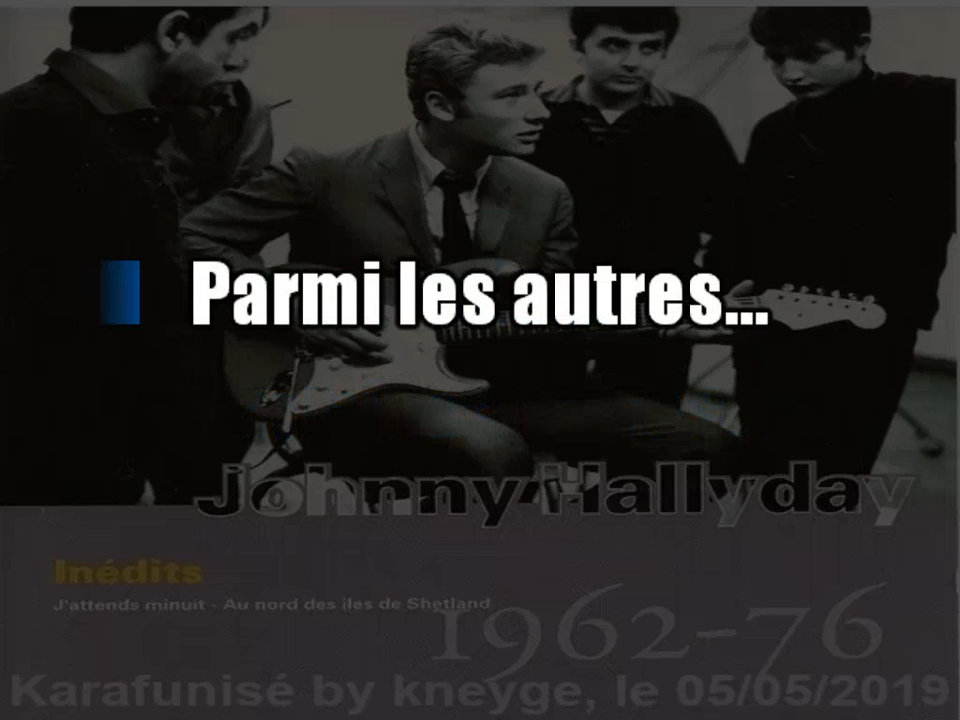 Parmi les autres...
Johnny Hallyday
Inédits
J'attends minuit - Au nord des îles de Shetland
1962-76
Karafunisé by kneyge, le 05/05/2019